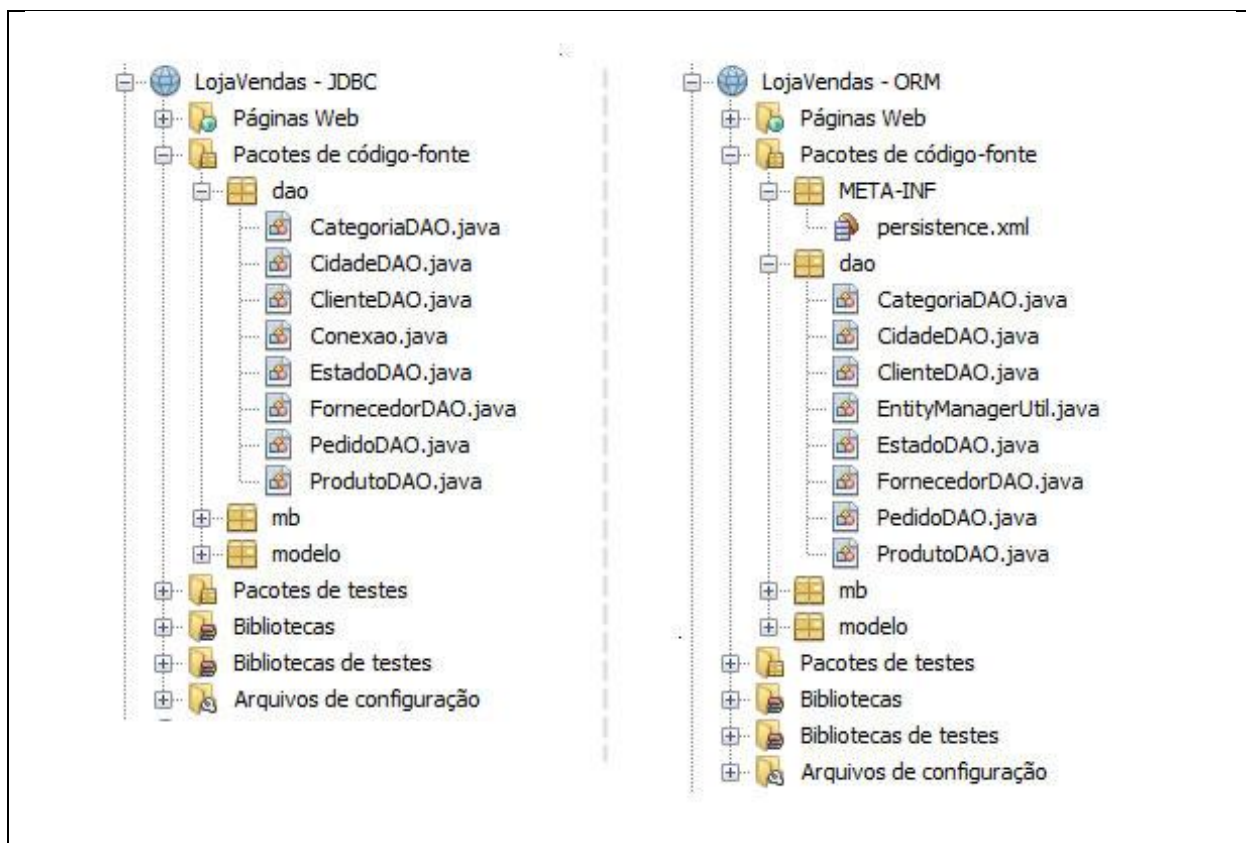 LojaVendas - JDBC
Páginas Web
Pacotes de código-fonte
dao
CategoriaDAO.java
CidadeDAO.java
ClienteDAO.java
Conexao.java
EstadoDAO.java
FornecedorDAO.java
PedidoDAO.java
ProdutoDAO.java
mb
modelo
Pacotes de testes
Bibliotecas
Bibliotecas de testes
Arquivos de configuração
LojaVendas - ORM
Páginas Web
Pacotes de código-fonte
META-INF
persistence.xml
dao
CategoriaDAO.java
CidadeDAO.java
ClienteDAO.java
EntityManagerUtil.java
EstadoDAO.java
FornecedorDAO.java
PedidoDAO.java
ProdutoDAO.java
mb
modelo
Pacotes de testes
Bibliotecas
Bibliotecas de testes
Arquivos de configuração